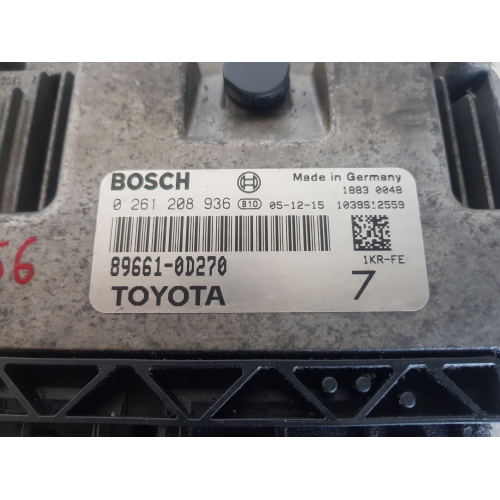 BOSCH Made in Germany
1883 0048
0 261 208 936 B10 05-12-15 1039S12559
89661-0D270 1KR-FE
TOYOTA 7
56